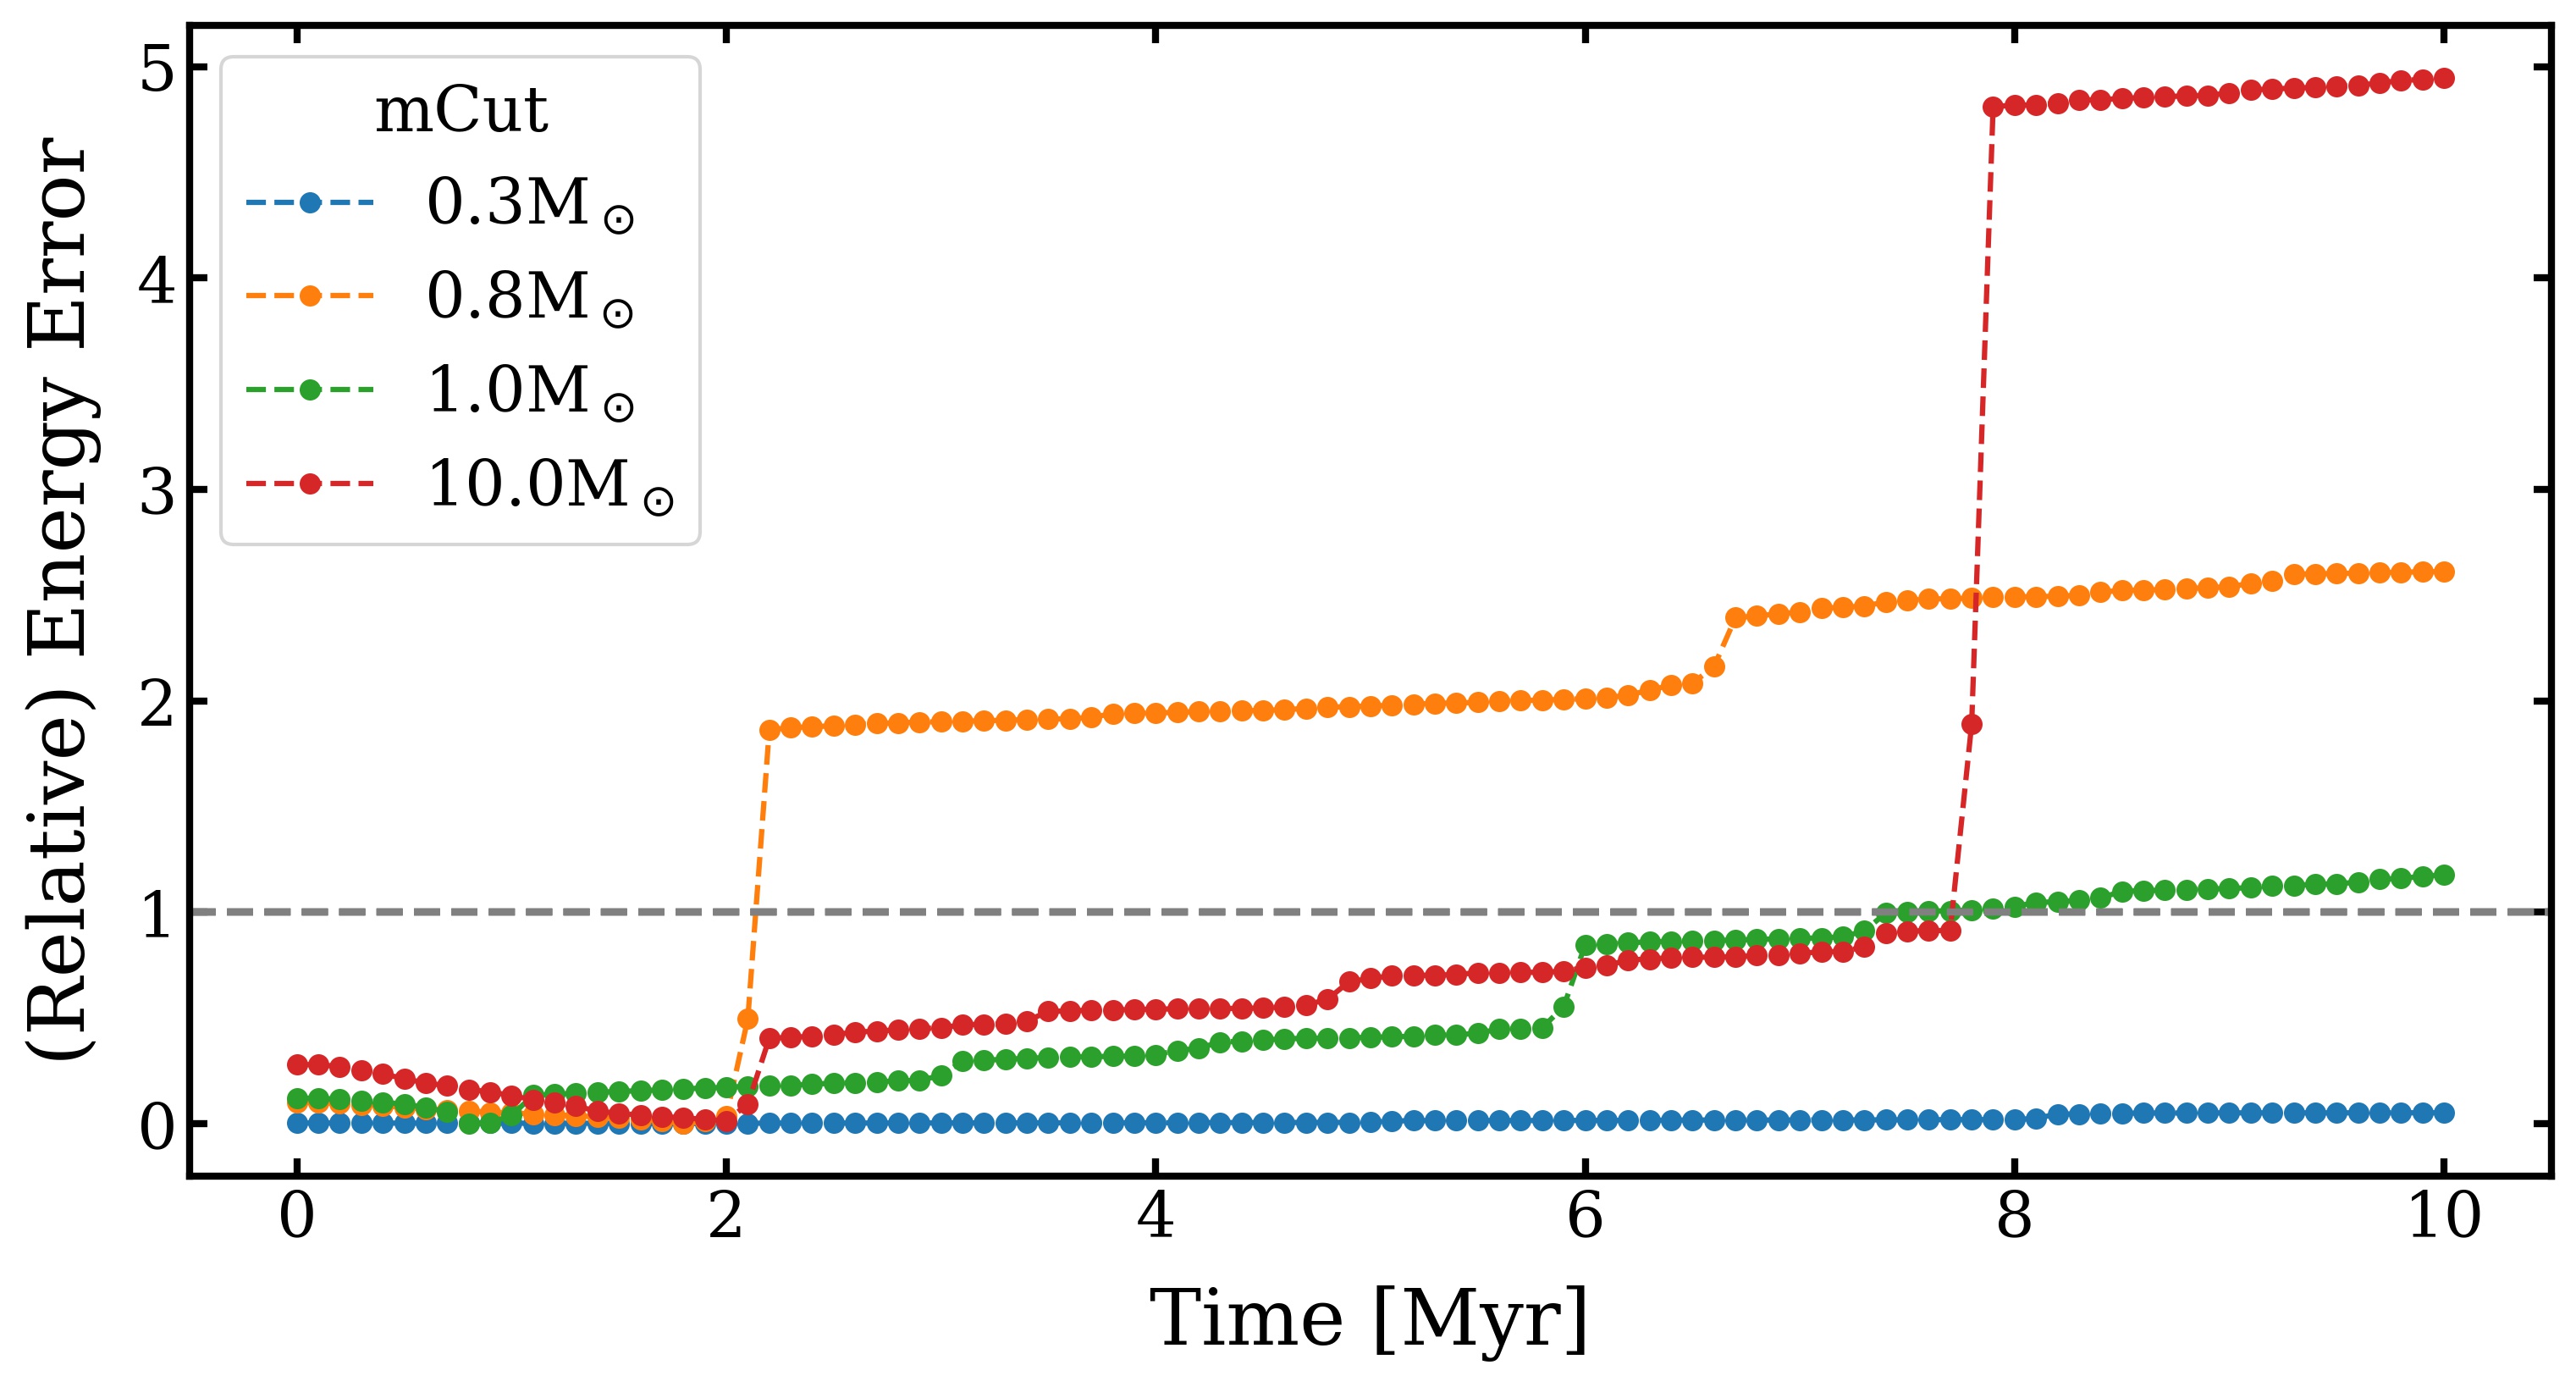 (Relative) Energy Error
5
4
3
2
1
0
mCut
0.3M⊙
0.8M⊙
1.0M⊙
10.0M⊙
0 2 4 6 8 10
Time [Myr]